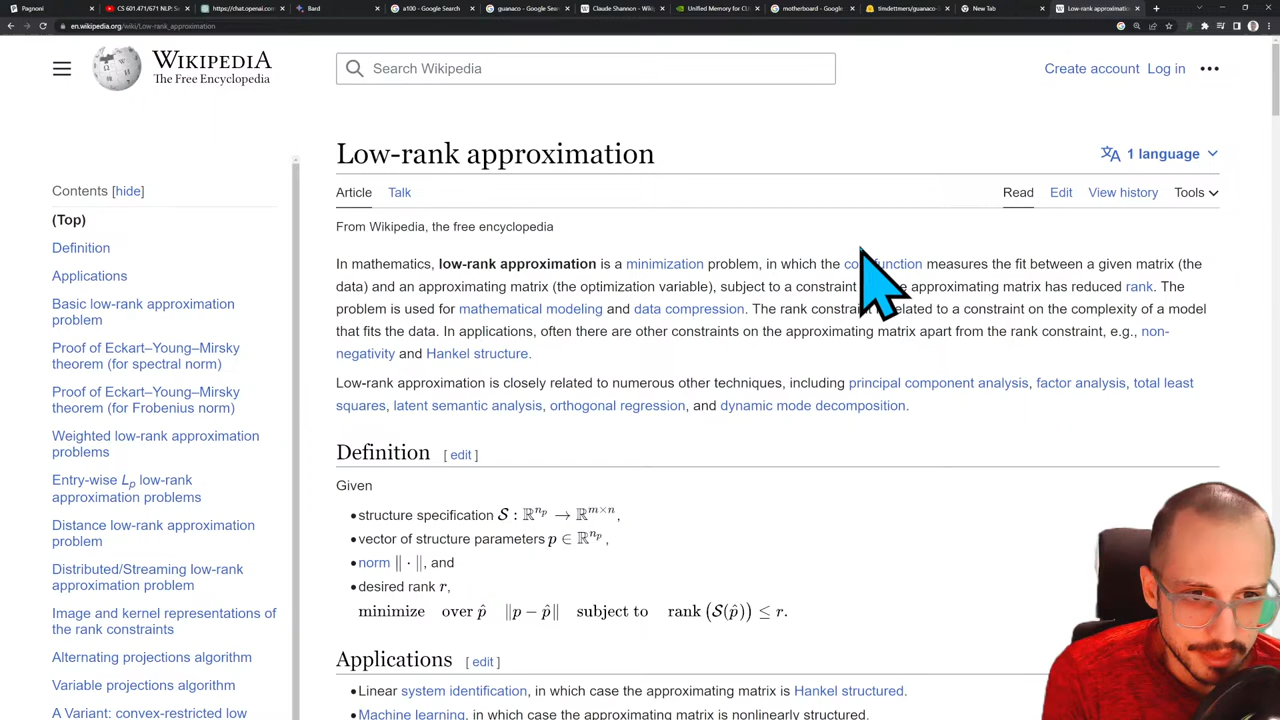 Pagnoni
CS 601.471/671 NLP: S
https://chat.openai.com
Bard
a100 - Google Search
guanaco - Google Sear
Claude Shannon - Wiki
Unified Memory for CU
motherboard - Google
timdettmers/guanaco-
New Tab
Low-rank approximation
en.wikipedia.org/wiki/Low-rank_approximation
WIKIPEDIA
The Free Encyclopedia
Search Wikipedia
Create account Log in
Low-rank approximation
1 language
Contents [hide]
Article Talk
Read Edit View history Tools
(Top)
From Wikipedia, the free encyclopedia
Definition
Applications
Basic low-rank approximation
problem
Proof of Eckart–Young–Mirsky
theorem (for spectral norm)
Proof of Eckart–Young–Mirsky
theorem (for Frobenius norm)
Weighted low-rank approximation
problems
Entry-wise Lp low-rank
approximation problems
Distance low-rank approximation
problem
Distributed/Streaming low-rank
approximation problem
Image and kernel representations of
the rank constraints
Alternating projections algorithm
Variable projections algorithm
A Variant: convex-restricted low
In mathematics, low-rank approximation is a minimization problem, in which the function measures the fit between a given matrix (the
data) and an approximating matrix (the optimization variable), subject to a constraint approximating matrix has reduced rank. The
problem is used for mathematical modeling and data compression. The rank constraint related to a constraint on the complexity of a model
that fits the data. In applications, often there are other constraints on the approximating matrix apart from the rank constraint, e.g., non-
negativity and Hankel structure.
Low-rank approximation is closely related to numerous other techniques, including principal component analysis, factor analysis, total least
squares, latent semantic analysis, orthogonal regression, and dynamic mode decomposition.
Definition [ edit ]
Given
• structure specification 𝒮 : ℝ^{n_p} → ℝ^{m×n},
• vector of structure parameters p ∈ ℝ^{n_p},
• norm ‖ · ‖, and
• desired rank r,
minimize over p̂ ‖p − p̂‖ subject to rank (𝒮(p̂)) ≤ r.
Applications [ edit ]
• Linear system identification, in which case the approximating matrix is Hankel structured.
• Machine learning, in which case the approximating matrix is nonlinearly structured.